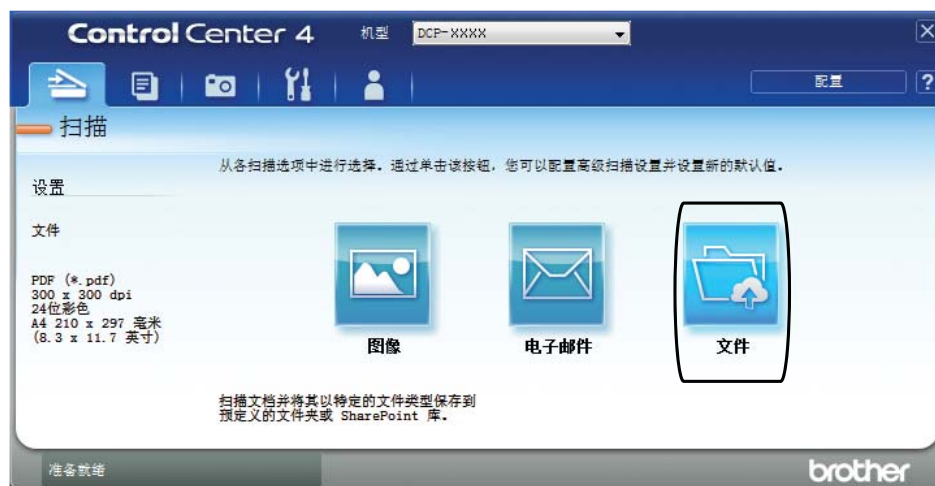 Control Center 4 机型 DCP-XXXX X
配置 ?
扫描
从各扫描选项中进行选择。通过单击该按钮，您可以配置高级扫描设置并设置新的默认值。
设置
文件
PDF (*.pdf)
300 x 300 dpi
24位彩色
A4 210 x 297 毫米
(8.3 x 11.7 英寸)
图像 电子邮件 文件
扫描文档并将其以特定的文件类型保存到
预定义的文件夹或 SharePoint 库。
准备就绪 brother